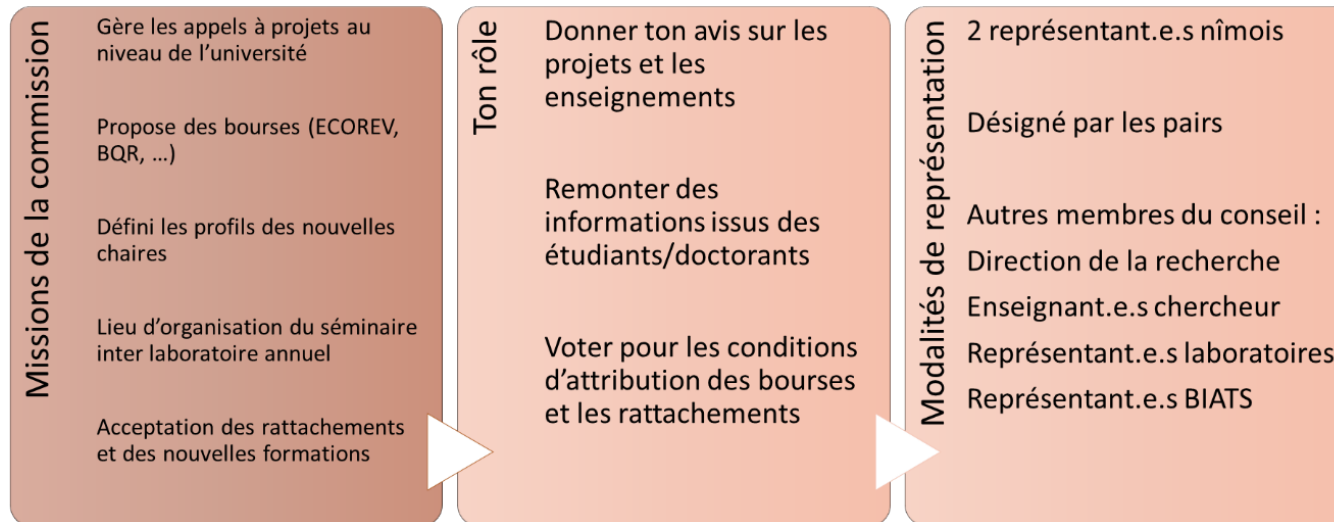 Missions de la commission
Gère les appels à projets au
niveau de l'université
Propose des bourses (ECOREV,
BQR, ...)
Défini les profils des nouvelles
chaires
Lieu d'organisation du séminaire
inter laboratoire annuel
Acceptation des rattachements
et des nouvelles formations
Ton rôle
Donner ton avis sur les
projets et les
enseignements
Remonter des
informations issus des
étudiants/doctorants
Voter pour les conditions
d'attribution des bourses
et les rattachements
Modalités de représentation
2 représentant.e.s nîmois
Désigné par les pairs
Autres membres du conseil :
Direction de la recherche
Enseignant.e.s chercheur
Représentant.e.s laboratoires
Représentant.e.s BIATS